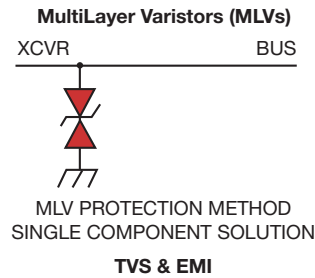 MultiLayer Varistors (MLVs)
XCVR BUS
MLV PROTECTION METHOD
SINGLE COMPONENT SOLUTION
TVS & EMI